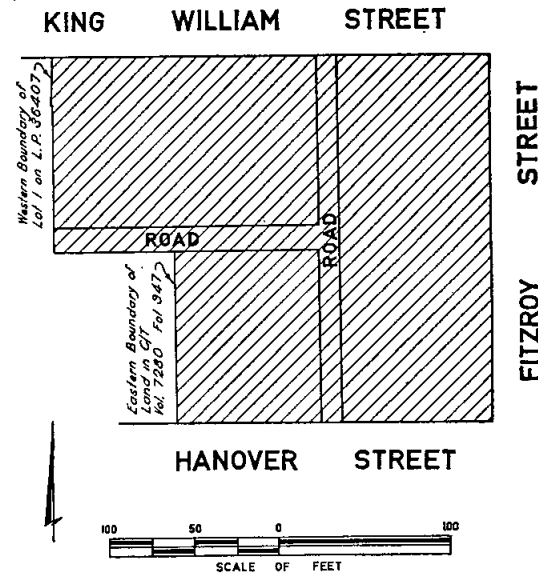 KING WILLIAM STREET
Western Boundary of
Lot 1 on L.P. 36407
FITZROY STREET
ROAD
ROAD
Eastern Boundary of
Land in C/T
Vol. 7280 Fol 947
HANOVER STREET
100 50 0 100
SCALE OF FEET